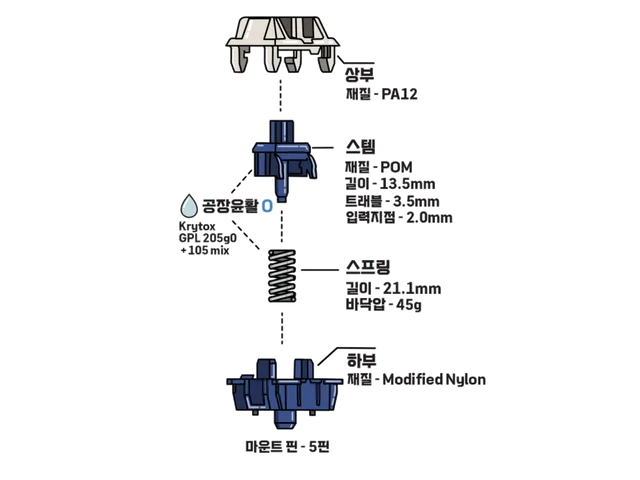 상부
재질 - PA12
스템
재질 - POM
길이 - 13.5mm
트래블 - 3.5mm
입력지점 - 2.0mm
공장윤활 O
Krytox
GPL 205g0
+105 mix
스프링
길이 - 21.1mm
바닥압 - 45g
하부
재질 - Modified Nylon
마운트 핀 - 5핀